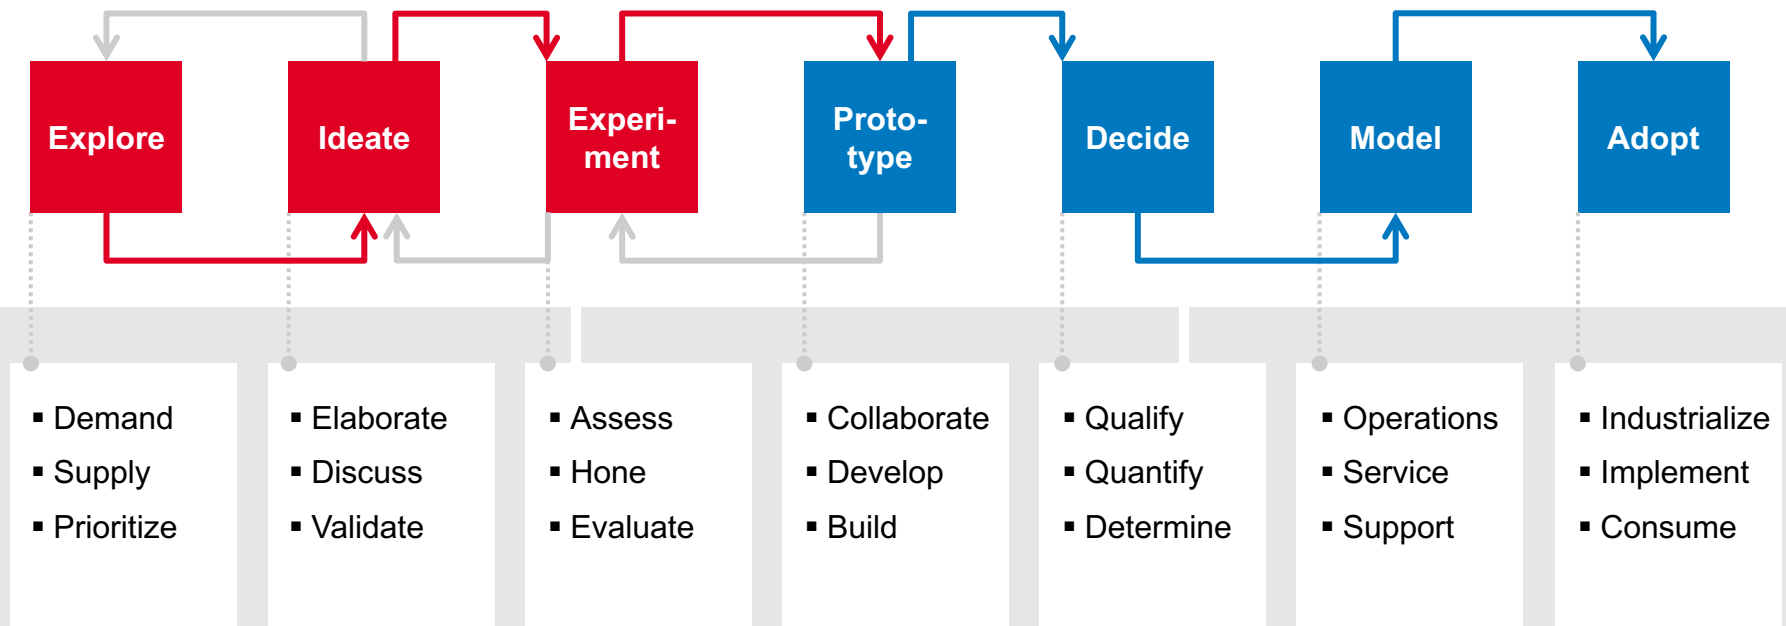 Explore
Ideate
Experi-
ment
Proto-
type
Decide
Model
Adopt
▪ Demand
▪ Supply
▪ Prioritize
▪ Elaborate
▪ Discuss
▪ Validate
▪ Assess
▪ Hone
▪ Evaluate
▪ Collaborate
▪ Develop
▪ Build
▪ Qualify
▪ Quantify
▪ Determine
▪ Operations
▪ Service
▪ Support
▪ Industrialize
▪ Implement
▪ Consume